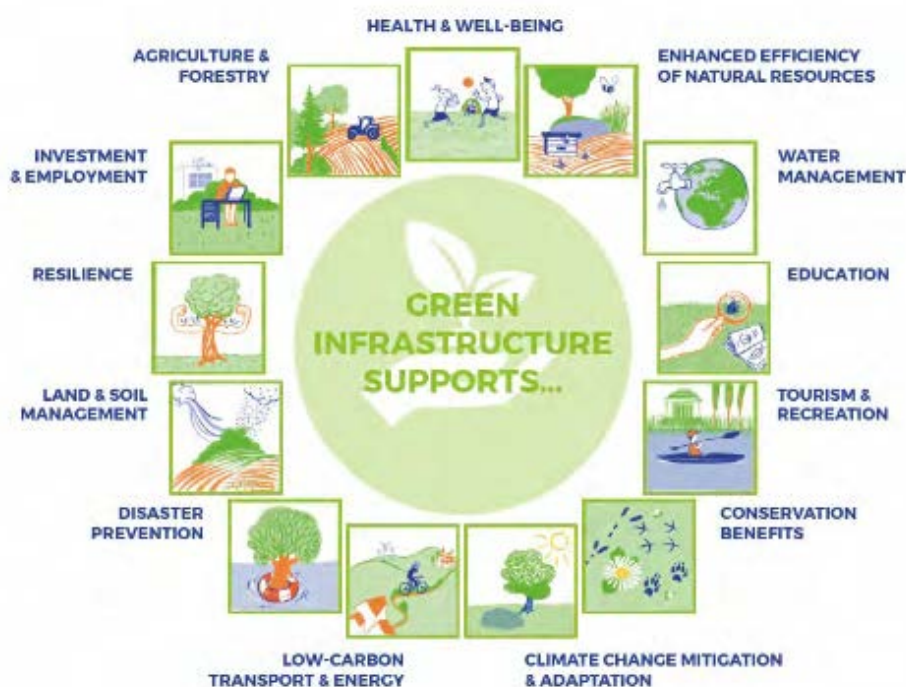 HEALTH & WELL-BEING
AGRICULTURE &
FORESTRY
ENHANCED EFFICIENCY
OF NATURAL RESOURCES
INVESTMENT
& EMPLOYMENT
WATER
MANAGEMENT
RESILIENCE
EDUCATION
GREEN
INFRASTRUCTURE
SUPPORTS...
LAND & SOIL
MANAGEMENT
TOURISM &
RECREATION
DISASTER
PREVENTION
CONSERVATION
BENEFITS
LOW-CARBON
TRANSPORT & ENERGY
CLIMATE CHANGE MITIGATION
& ADAPTATION